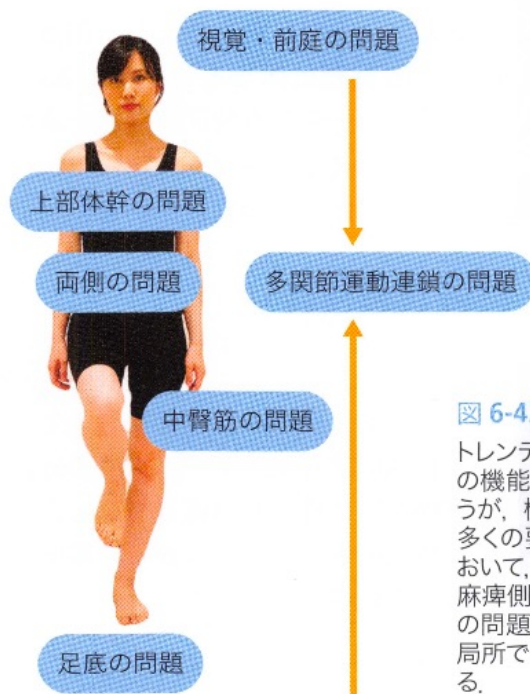 視覚・前庭の問題
上部体幹の問題
両側の問題
多関節運動連鎖の問題
中臀筋の問題
足底の問題
図 6-4
トレンデ
の機能
うが,
多くの要
おいて,
麻痺側
の問題
局所で
る.